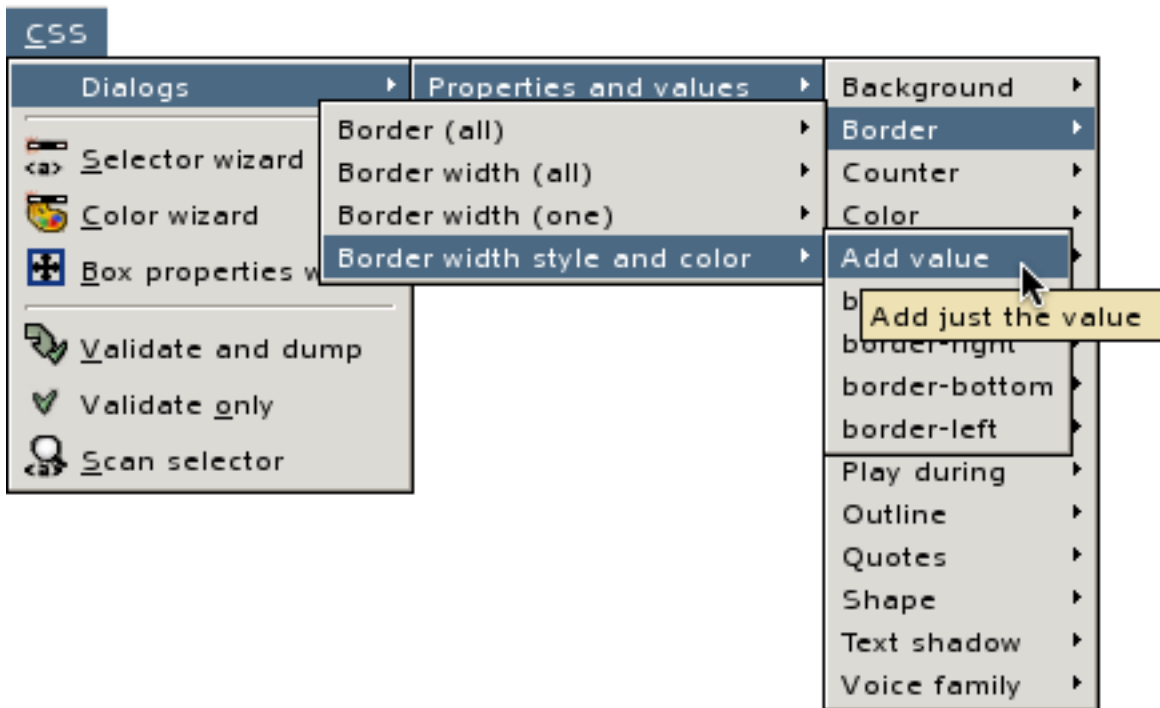 CSS
Dialogs
Selector wizard
<a>
Color wizard
Box properties w
Validate and dump
Validate only
Scan selector
<a>
Properties and values
Border (all)
Border width (all)
Border width (one)
Border width style and color
Background
Border
Counter
Color
Add value
b
Add just the value
border-right
border-bottom
border-left
Play during
Outline
Quotes
Shape
Text shadow
Voice family